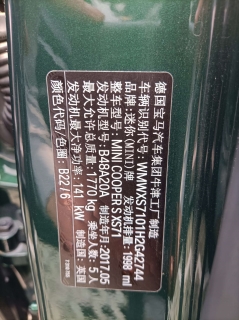 德国宝马汽车集团牛津工厂制造
车辆识别代号: WMWXS7101H2G42744
品牌: 迷你(MINI)牌 发动机排量: 1998 ml
整车型号: MINI COOPER S XS71
发动机型号: B48A20A 制造年月: 2017.05
最大允许总质量: 1770 kg 乘坐人数: 5 人
发动机最大净功率: 141 kW 制造国: 英国
颜色代码/色圈: B22 / 6